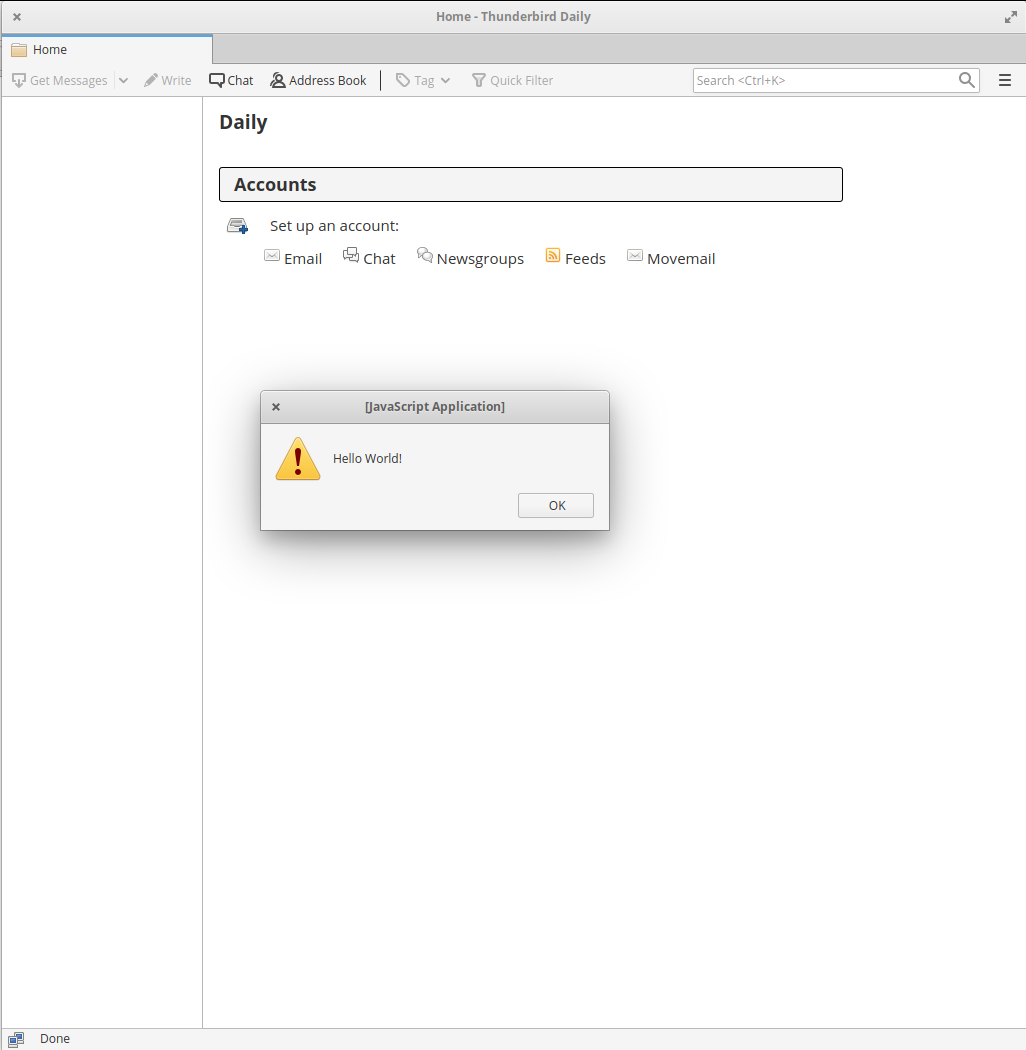 Home - Thunderbird Daily
Home
Get Messages Write Chat Address Book Tag Quick Filter Search <Ctrl+K>
Daily
Accounts
Set up an account:
Email Chat Newsgroups Feeds Movemail
[JavaScript Application]
Hello World!
OK
Done